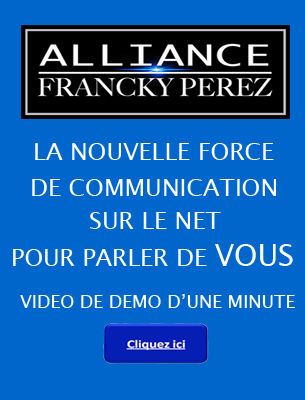 ALLIANCE
FRANCKY PEREZ
LA NOUVELLE FORCE
DE COMMUNICATION
SUR LE NET
POUR PARLER DE VOUS
VIDEO DE DEMO D'UNE MINUTE
Cliquez ici